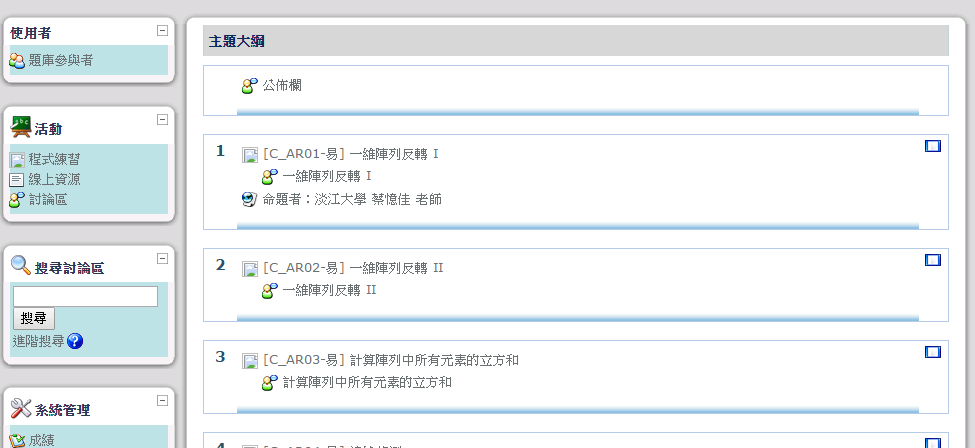 使用者
題庫參與者
活動
程式練習
線上資源
討論區
搜尋討論區
搜尋
進階搜尋
系統管理
成績
主題大綱
公佈欄
1
[C_AR01-易] 一維陣列反轉 I
一維陣列反轉 I
命題者：淡江大學 蔡憶佳 老師
2
[C_AR02-易] 一維陣列反轉 II
一維陣列反轉 II
3
[C_AR03-易] 計算陣列中所有元素的立方和
計算陣列中所有元素的立方和
4